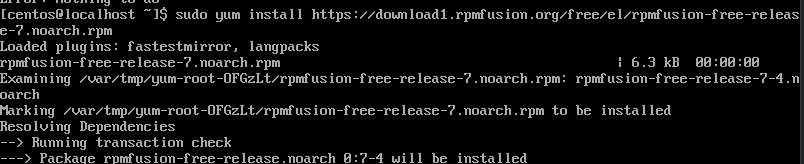 Error: Nothing to do
[centos@localhost ~]$ sudo yum install https://download1.rpmfusion.org/free/el/rpmfusion-free-releas
e-7.noarch.rpm
Loaded plugins: fastestmirror, langpacks
rpmfusion-free-release-7.noarch.rpm | 6.3 kB 00:00:00
Examining /var/tmp/yum-root-OFGzLt/rpmfusion-free-release-7.noarch.rpm: rpmfusion-free-release-7-4.n
oarch
Marking /var/tmp/yum-root-OFGzLt/rpmfusion-free-release-7.noarch.rpm to be installed
Resolving Dependencies
--> Running transaction check
---> Package rpmfusion-free-release.noarch 0:7-4 will be installed